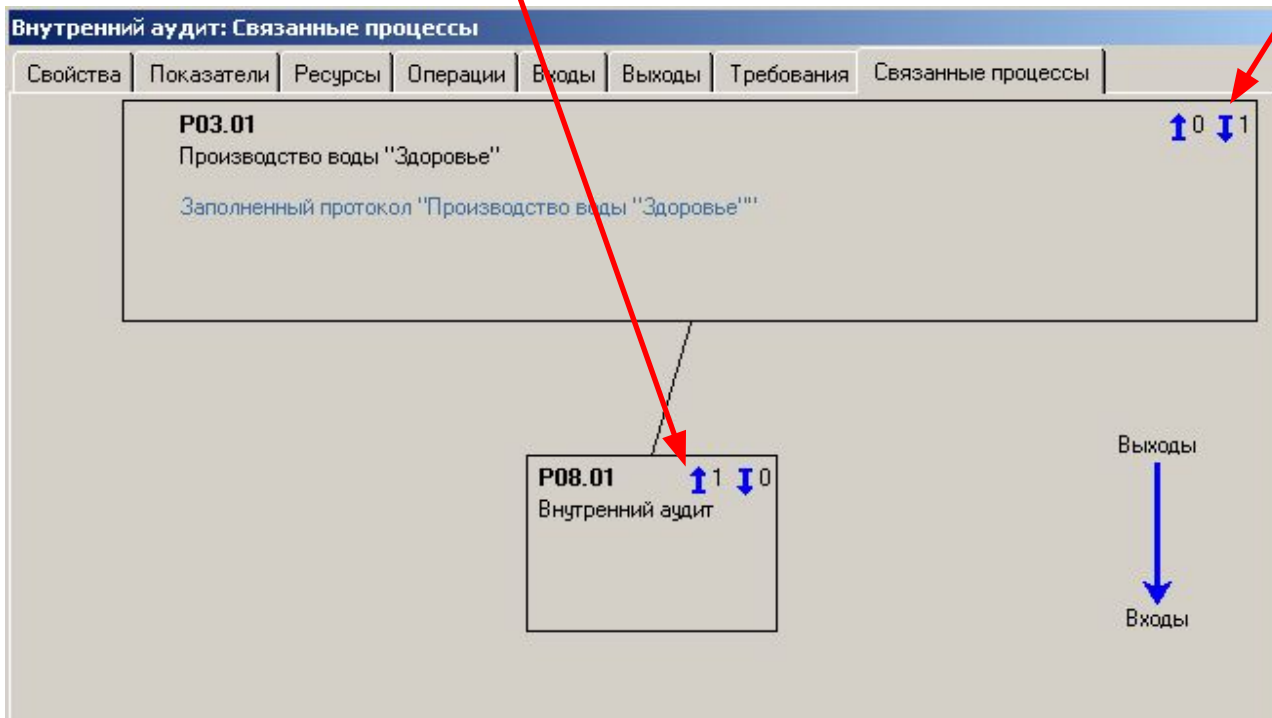 Внутренний аудит: Связанные процессы
Свойства Показатели Ресурсы Операции Входы Выходы Требования Связанные процессы
P03.01 0 1
Производство воды "Здоровье"
Заполненный протокол "Производство воды "Здоровье""
Выходы
P08.01 1 0
Внутренний аудит
Входы